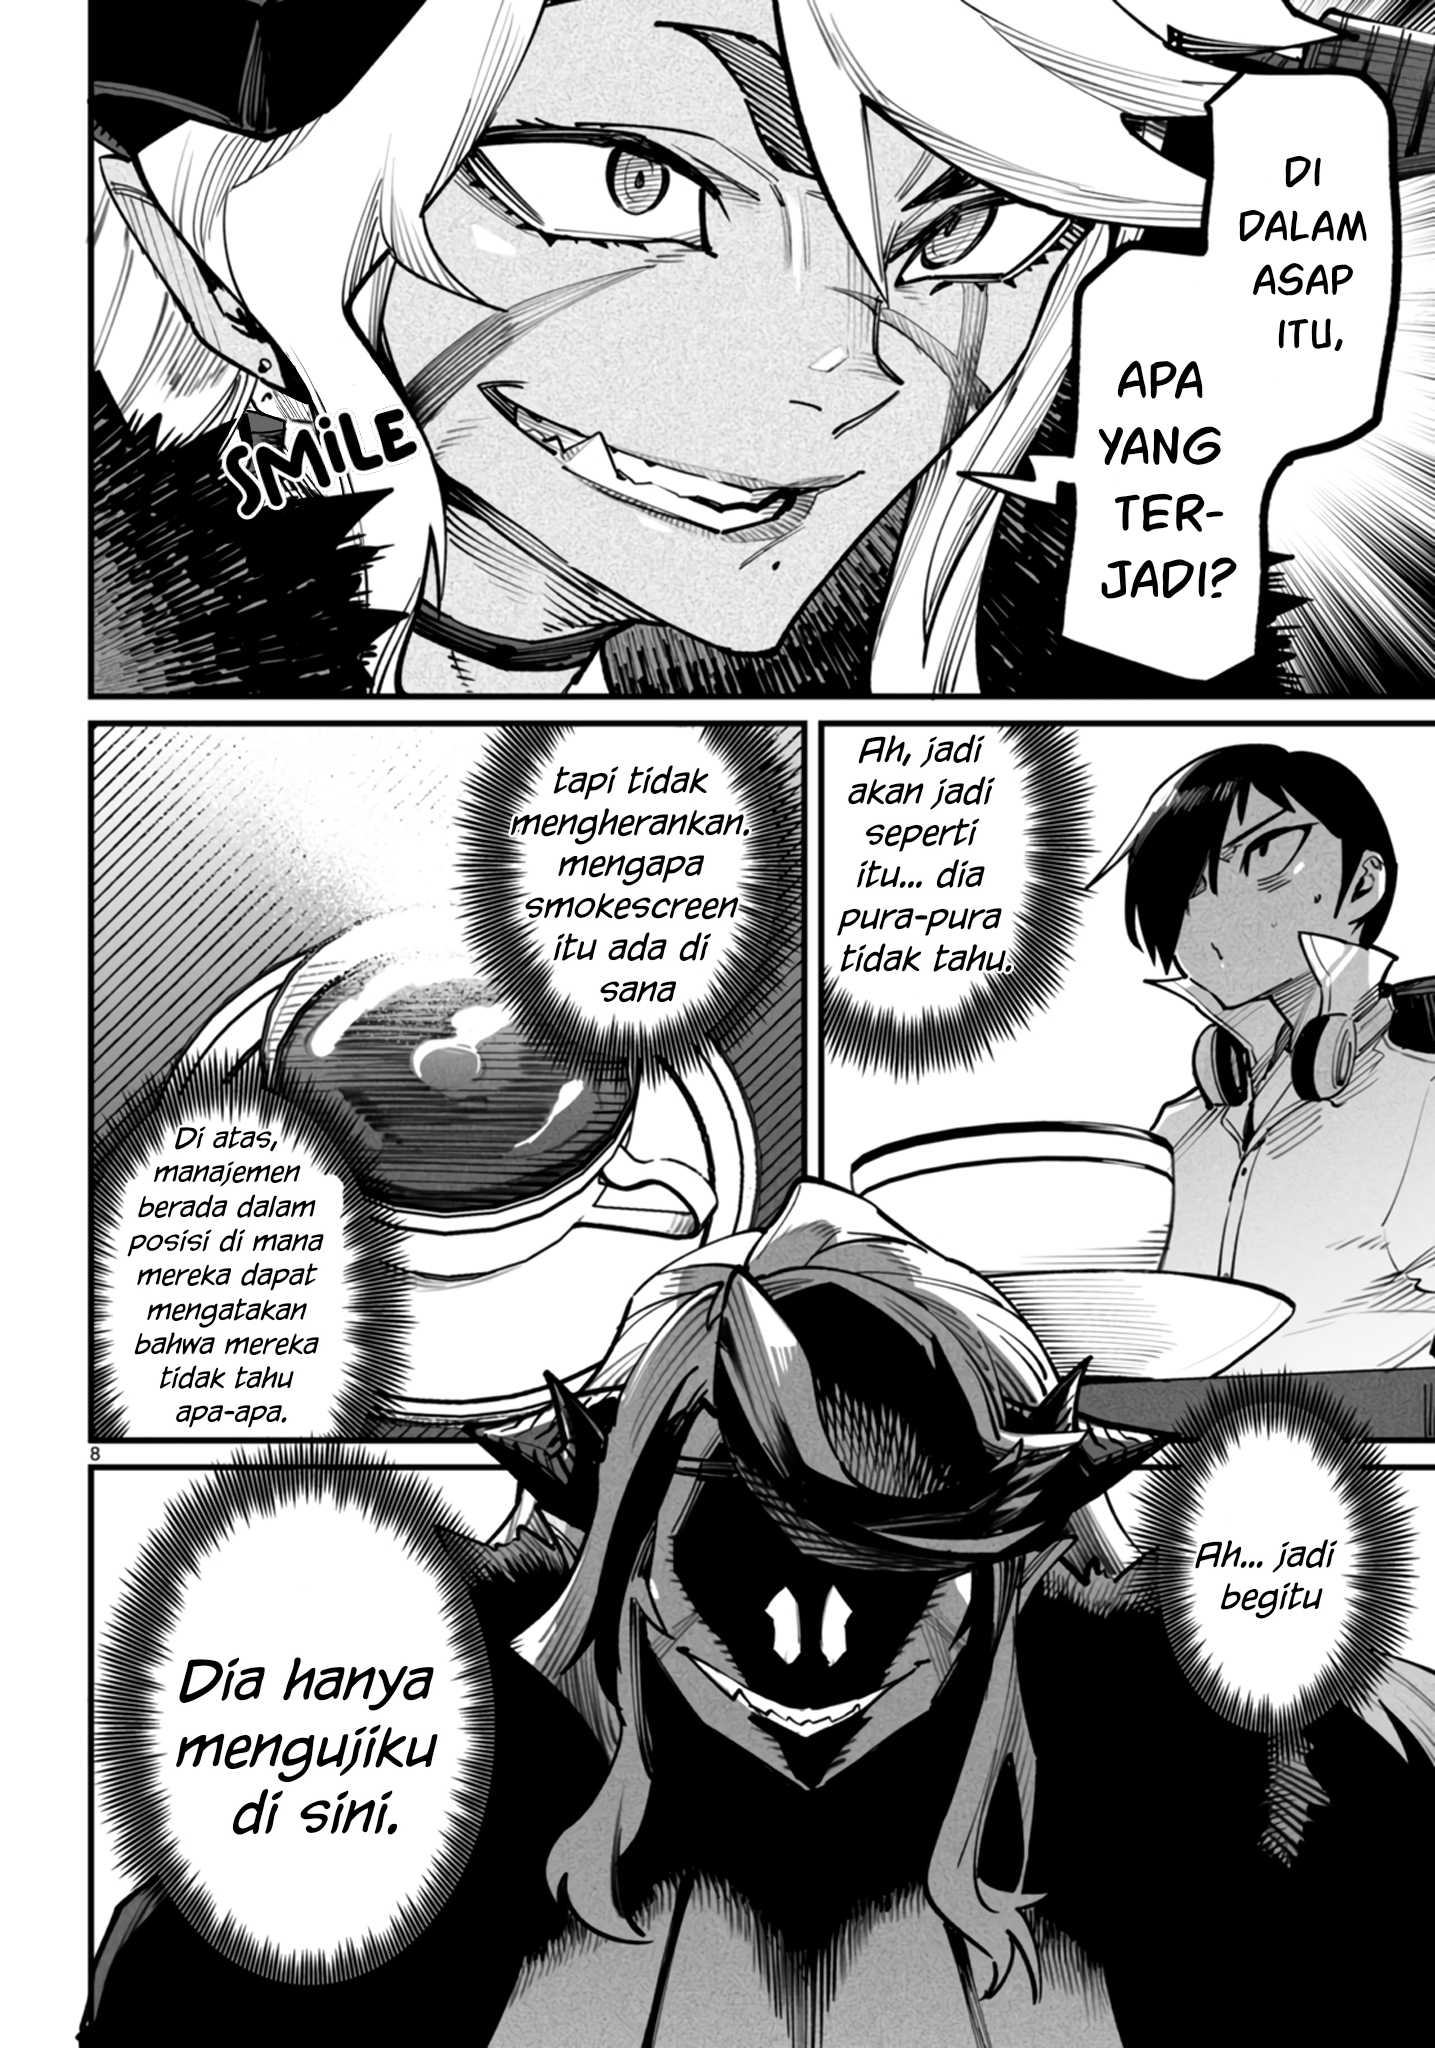 DI
DALAM
ASAP
ITU,
APA
YANG
TER-
JADI?
SMILE
Ah, jadi
akan jadi
seperti
itu... dia
pura-pura
tidak tahu.
tapi tidak
mengherankan.
mengapa
smokescreen
itu ada di
sana
Di atas,
manajemen
berada dalam
posisi di mana
mereka dapat
mengatakan
bahwa mereka
tidak tahu
apa-apa.
8
Ah... jadi
begitu
Dia hanya
mengujiku
di sini.